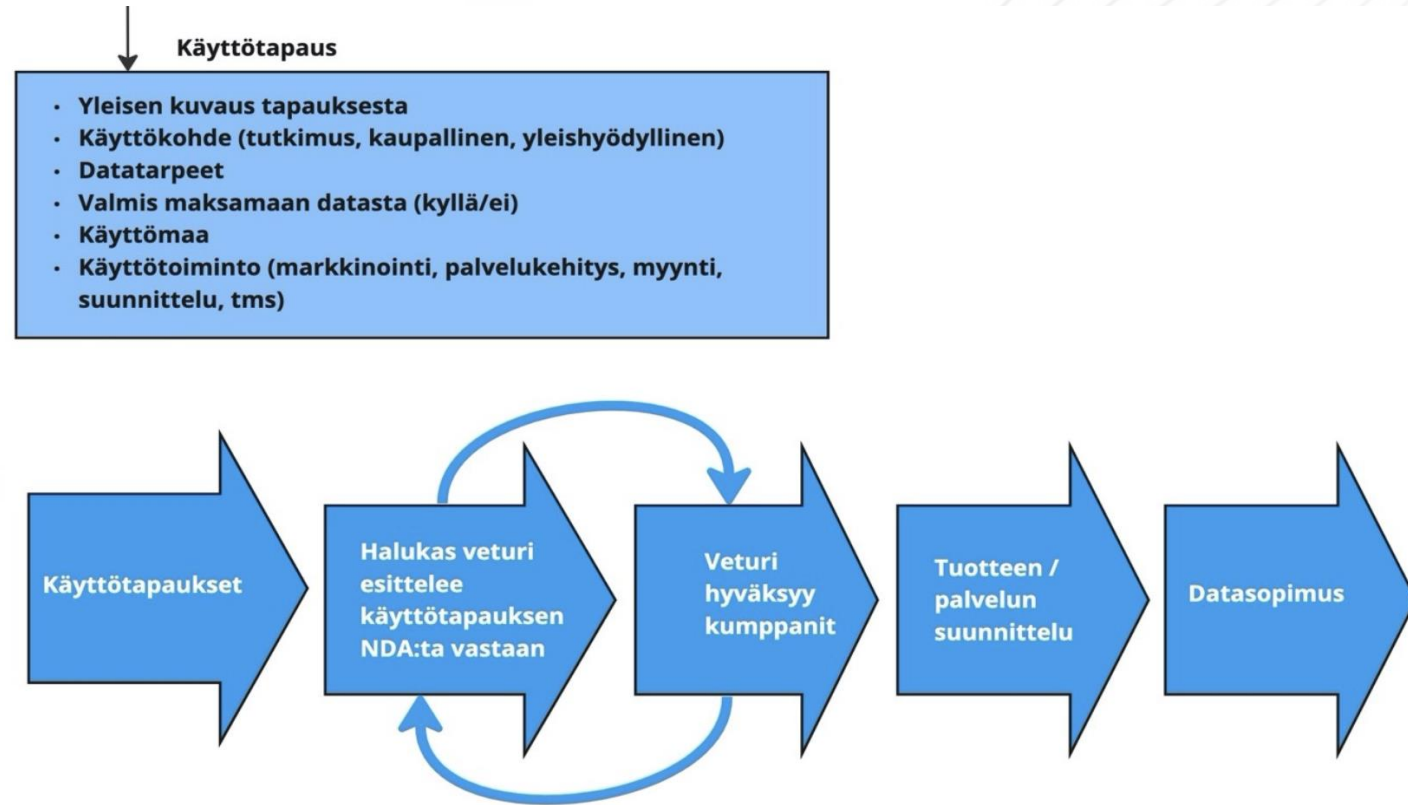 Käyttötapaus
· Yleisen kuvaus tapauksesta
· Käyttökohde (tutkimus, kaupallinen, yleishyödyllinen)
· Datatarpeet
· Valmis maksamaan datasta (kyllä/ei)
· Käyttömaa
· Käyttötoiminto (markkinointi, palvelukehitys, myynti,
suunnittelu, tms)
Käyttötapaukset
Halukas veturi
esittelee
käyttötapauksen
NDA:ta vastaan
Veturi
hyväksyy
kumppanit
Tuotteen /
palvelun
suunnittelu
Datasopimus